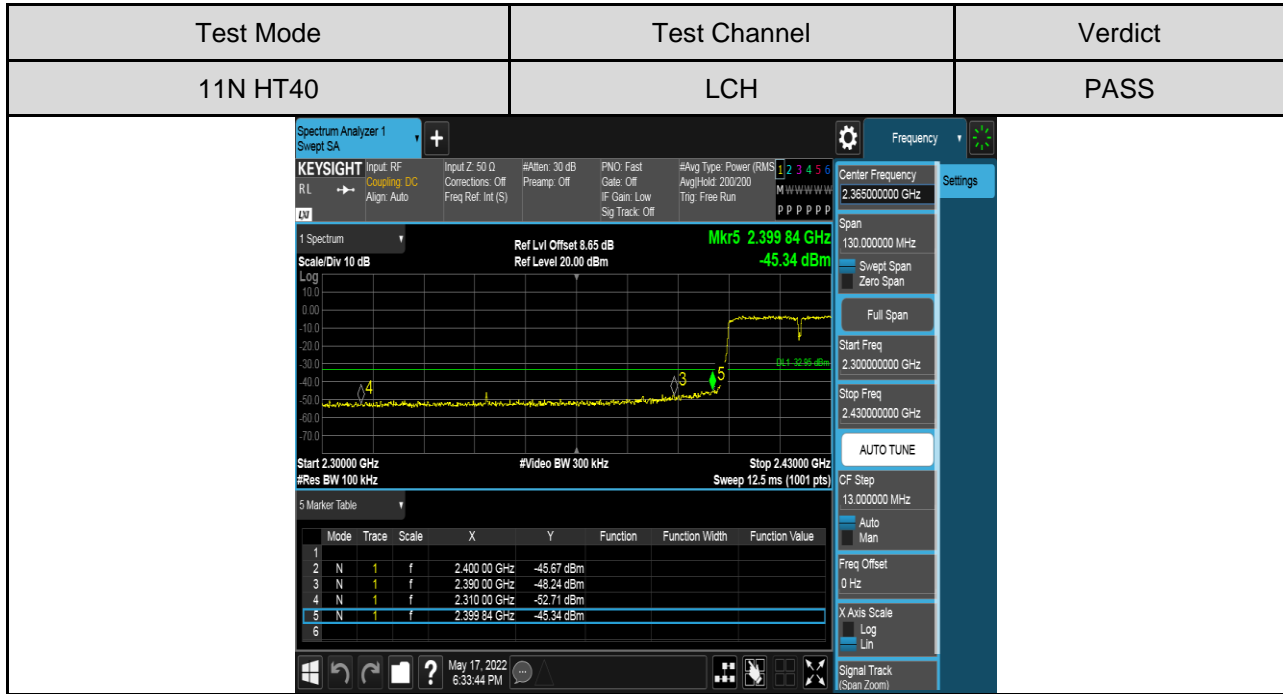 Test Mode Test Channel Verdict
11N HT40 LCH PASS
Spectrum Analyzer 1
Swept SA
+
Frequency
KEYSIGHT
RL
LXI
Input: RF
Coupling: DC
Align: Auto
Input Z: 50 Ω
Corrections: Off
Freq Ref: Int (S)
#Atten: 30 dB
Preamp: Off
PNO: Fast
Gate: Off
IF Gain: Low
Sig Track: Off
#Avg Type: Power (RMS
Avg|Hold: 200/200
Trig: Free Run
1 2 3 4 5 6
M W W W W W
P P P P P P
1 Spectrum
Scale/Div 10 dB
Ref Lvl Offset 8.65 dB
Ref Level 20.00 dBm
Mkr5 2.399 84 GHz
-45.34 dBm
Log
10.0
0.00
-10.0
-20.0
-30.0
-40.0
-50.0
-60.0
-70.0
DL1 -32.95 dBm
4
3
5
Start 2.30000 GHz
#Res BW 100 kHz
#Video BW 300 kHz
Stop 2.43000 GHz
Sweep 12.5 ms (1001 pts)
5 Marker Table
Mode Trace Scale X Y Function Function Width Function Value
1
2 N 1 f 2.400 00 GHz -45.67 dBm
3 N 1 f 2.390 00 GHz -48.24 dBm
4 N 1 f 2.310 00 GHz -52.71 dBm
5 N 1 f 2.399 84 GHz -45.34 dBm
6
?
May 17, 2022
6:33:44 PM
Center Frequency
2.365000000 GHz
Settings
Span
130.000000 MHz
Swept Span
Zero Span
Full Span
Start Freq
2.300000000 GHz
Stop Freq
2.430000000 GHz
AUTO TUNE
CF Step
13.000000 MHz
Auto
Man
Freq Offset
0 Hz
X Axis Scale
Log
Lin
Signal Track
(Span Zoom)